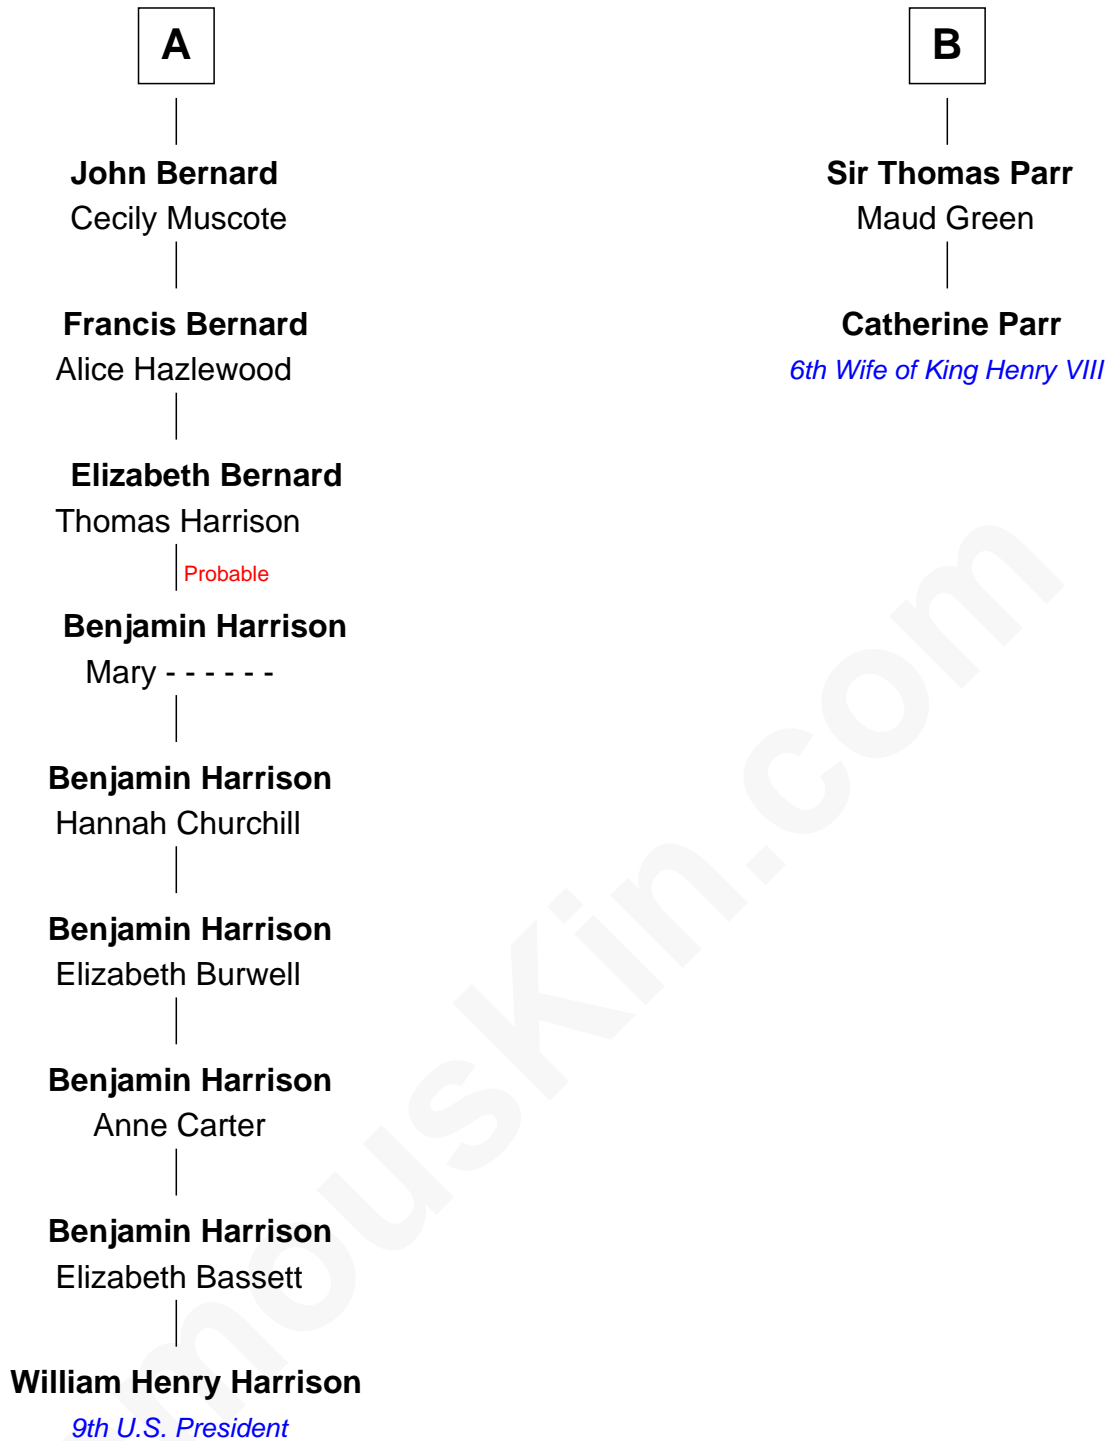 A
John Bernard
Cecily Muscote
Francis Bernard
Alice Hazlewood
Elizabeth Bernard
Thomas Harrison
Probable
Benjamin Harrison
Mary - - - - - -
Benjamin Harrison
Hannah Churchill
Benjamin Harrison
Elizabeth Burwell
Benjamin Harrison
Anne Carter
Benjamin Harrison
Elizabeth Bassett
William Henry Harrison
9th U.S. President
B
Sir Thomas Parr
Maud Green
Catherine Parr
6th Wife of King Henry VIII
mousKin.com